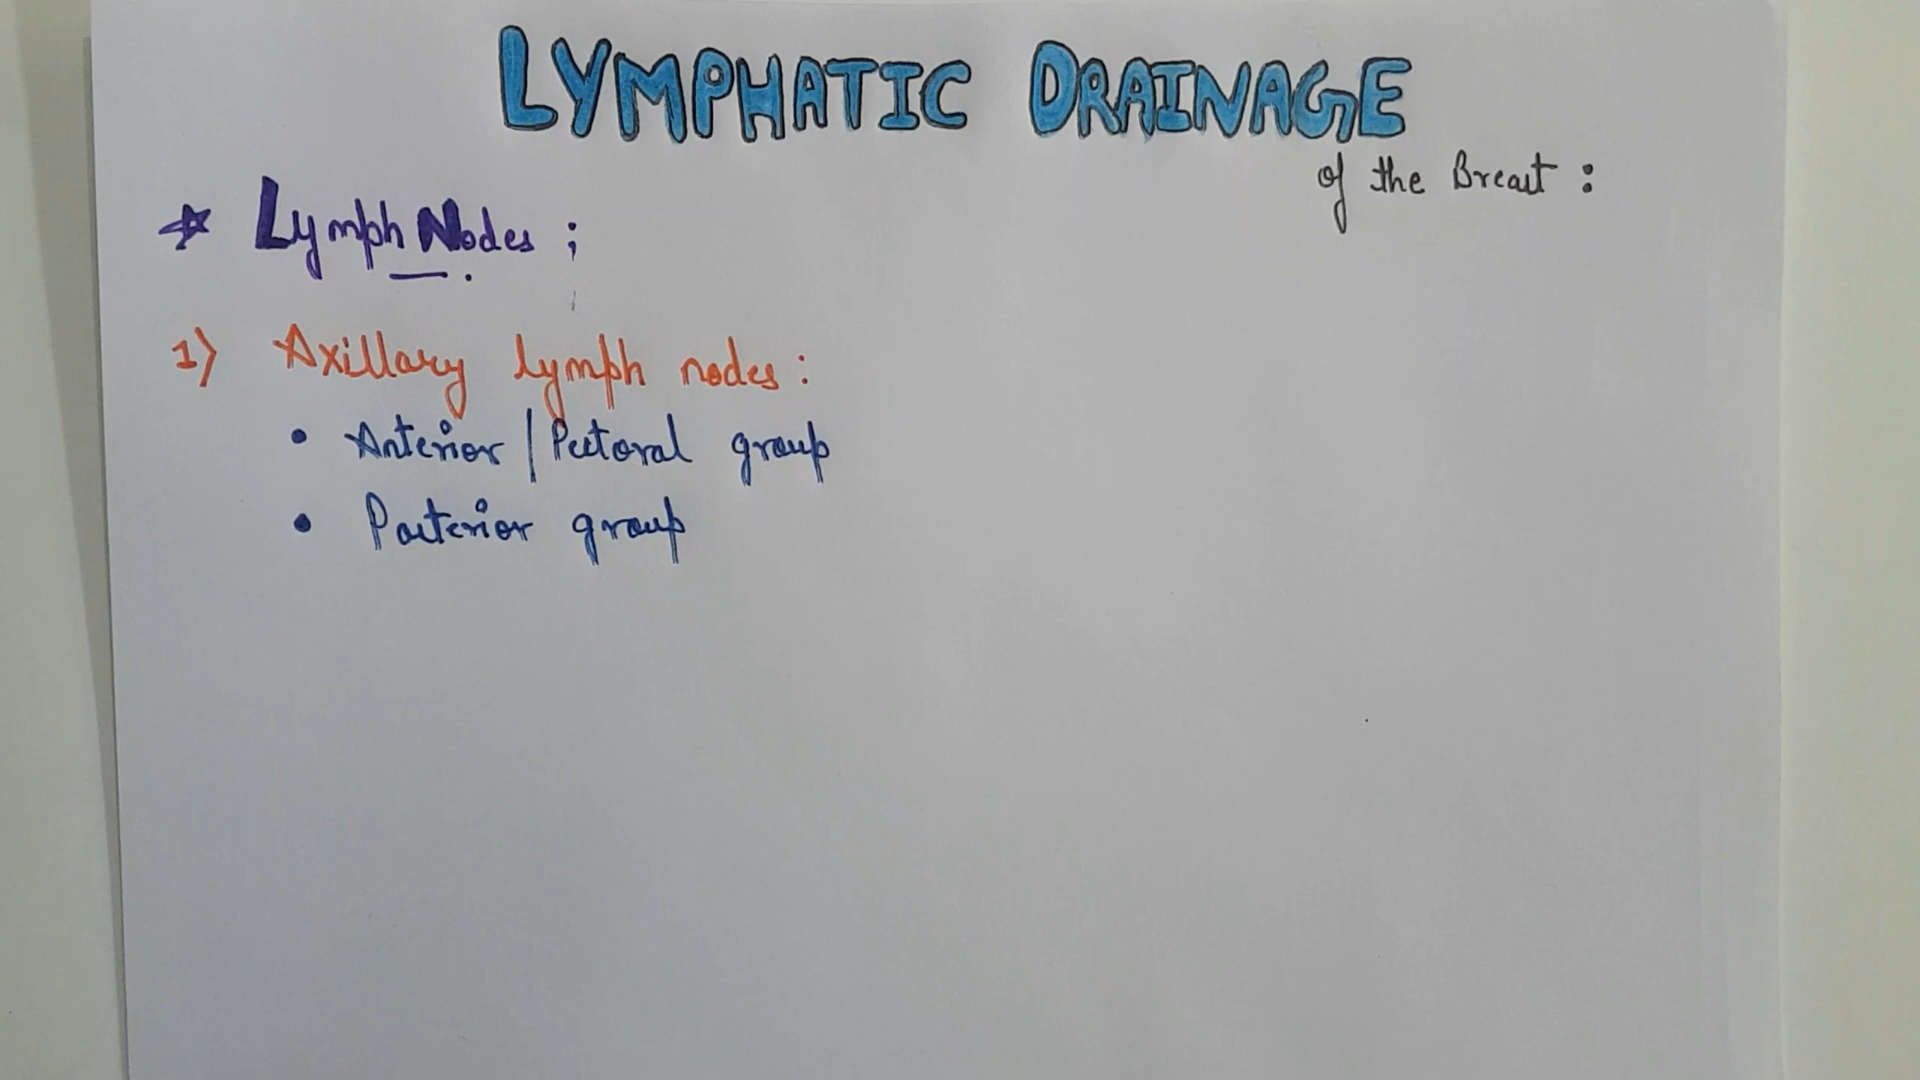 LYMPHATIC DRAINAGE
of the Breast :
☆ Lymph Nodes ;
1) Axillary lymph nodes :
• Anterior / Pectoral group
• Posterior group